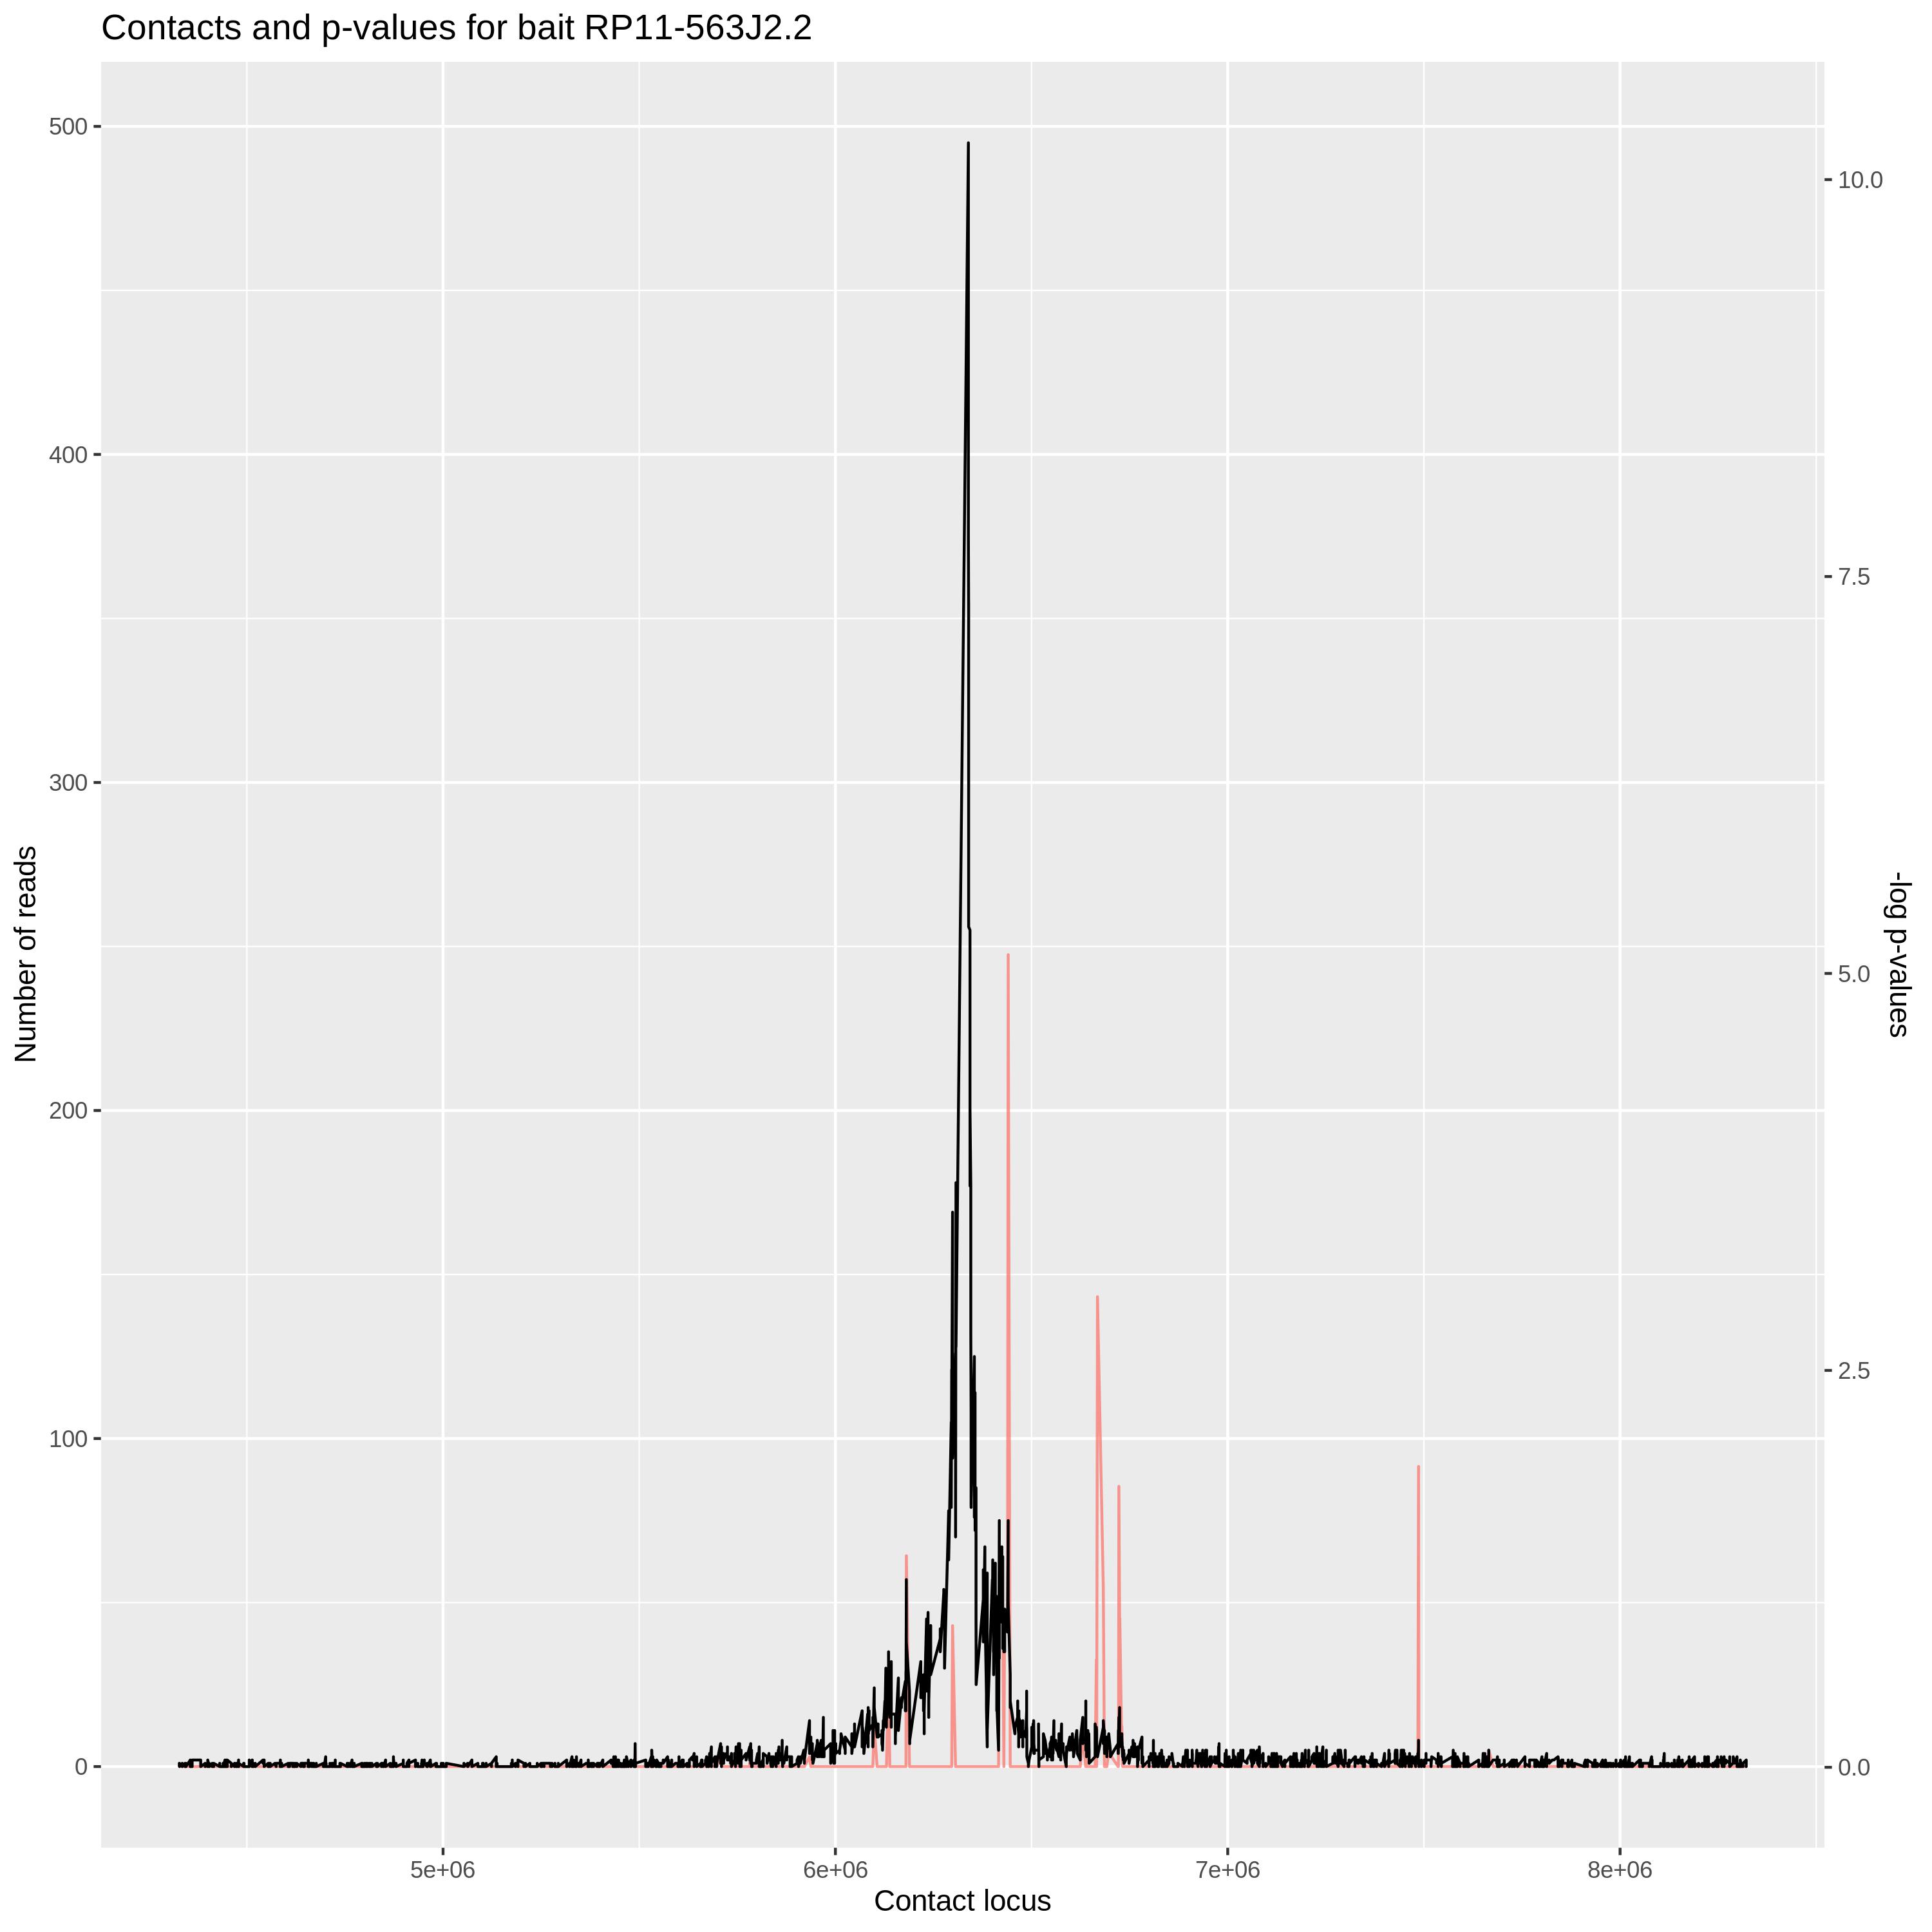 Contacts and p-values for bait RP11-563J2.2
500
400
300
200
100
0
Number of reads
10.0
7.5
5.0
2.5
0.0
-log p-values
5e+06
6e+06
7e+06
8e+06
Contact locus